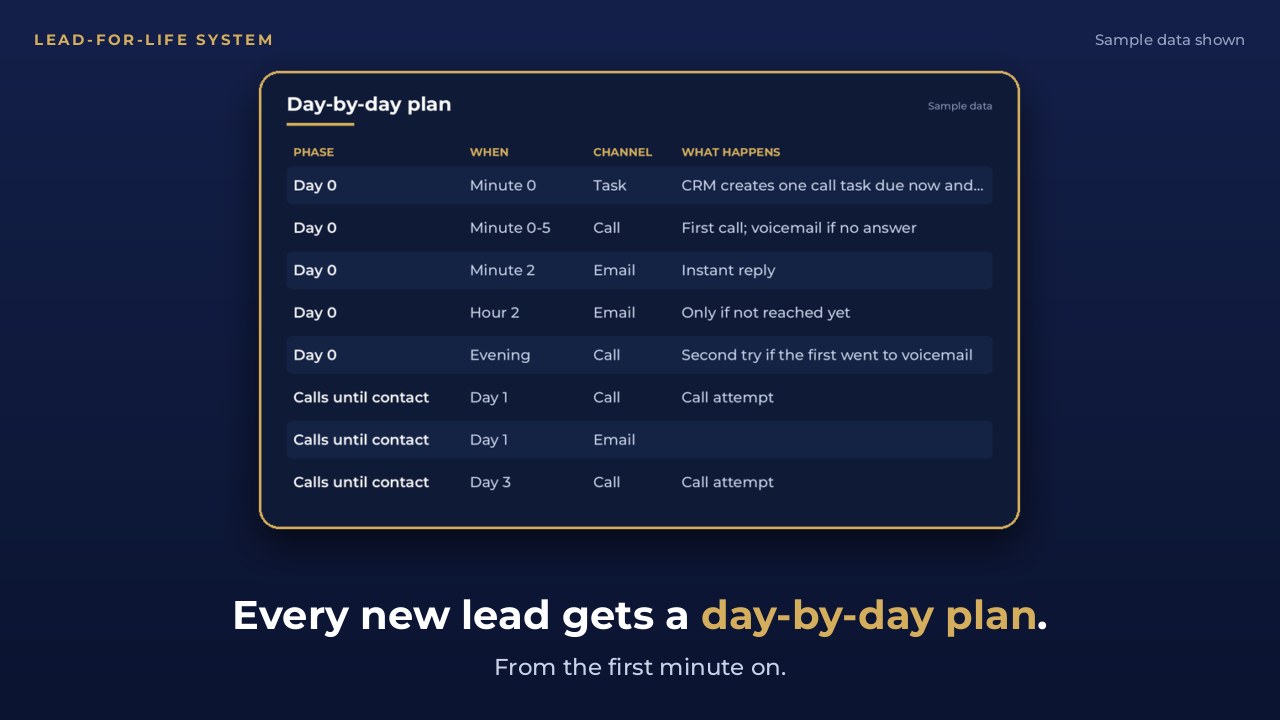 LEAD-FOR-LIFE SYSTEM
Sample data shown
Day-by-day plan
Sample data
PHASE WHEN CHANNEL WHAT HAPPENS
Day 0 Minute 0 Task CRM creates one call task due now and...
Day 0 Minute 0-5 Call First call; voicemail if no answer
Day 0 Minute 2 Email Instant reply
Day 0 Hour 2 Email Only if not reached yet
Day 0 Evening Call Second try if the first went to voicemail
Calls until contact Day 1 Call Call attempt
Calls until contact Day 1 Email
Calls until contact Day 3 Call Call attempt
Every new lead gets a day-by-day plan.
From the first minute on.